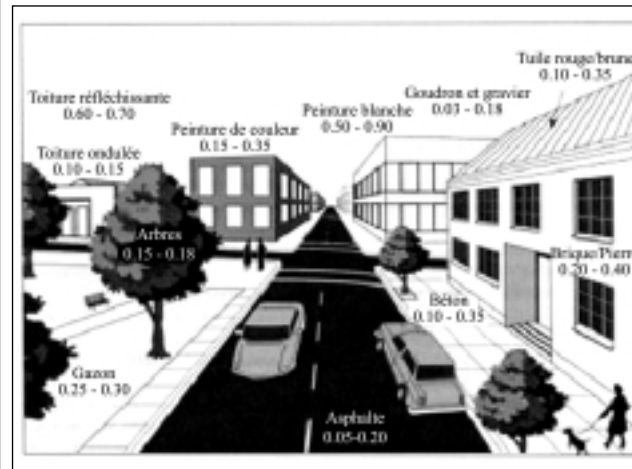 Tuile rouge/brune
0.10 - 0.35
Goudron et gravier
0.03 - 0.18
Toiture réfléchissante
0.60 - 0.70
Peinture blanche
0.50 - 0.90
Peinture de couleur
0.15 - 0.35
Toiture ondulée
0.10 - 0.15
Arbres
0.15 - 0.18
Brique/Pierre
0.20 - 0.40
Béton
0.10 - 0.35
Gazon
0.25 - 0.30
Asphalte
0.05-0.20